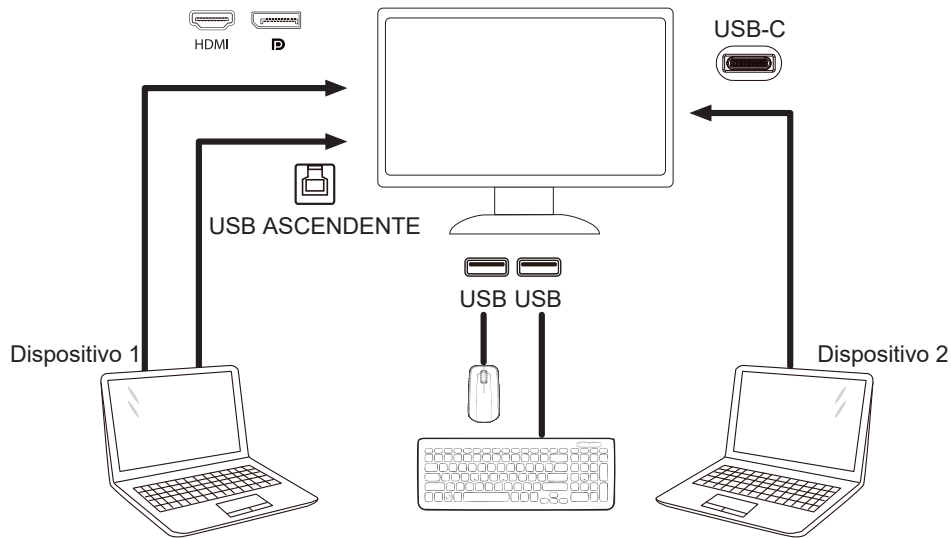 HDMI
USB-C
USB ASCENDENTE
USB USB
Dispositivo 1
Dispositivo 2